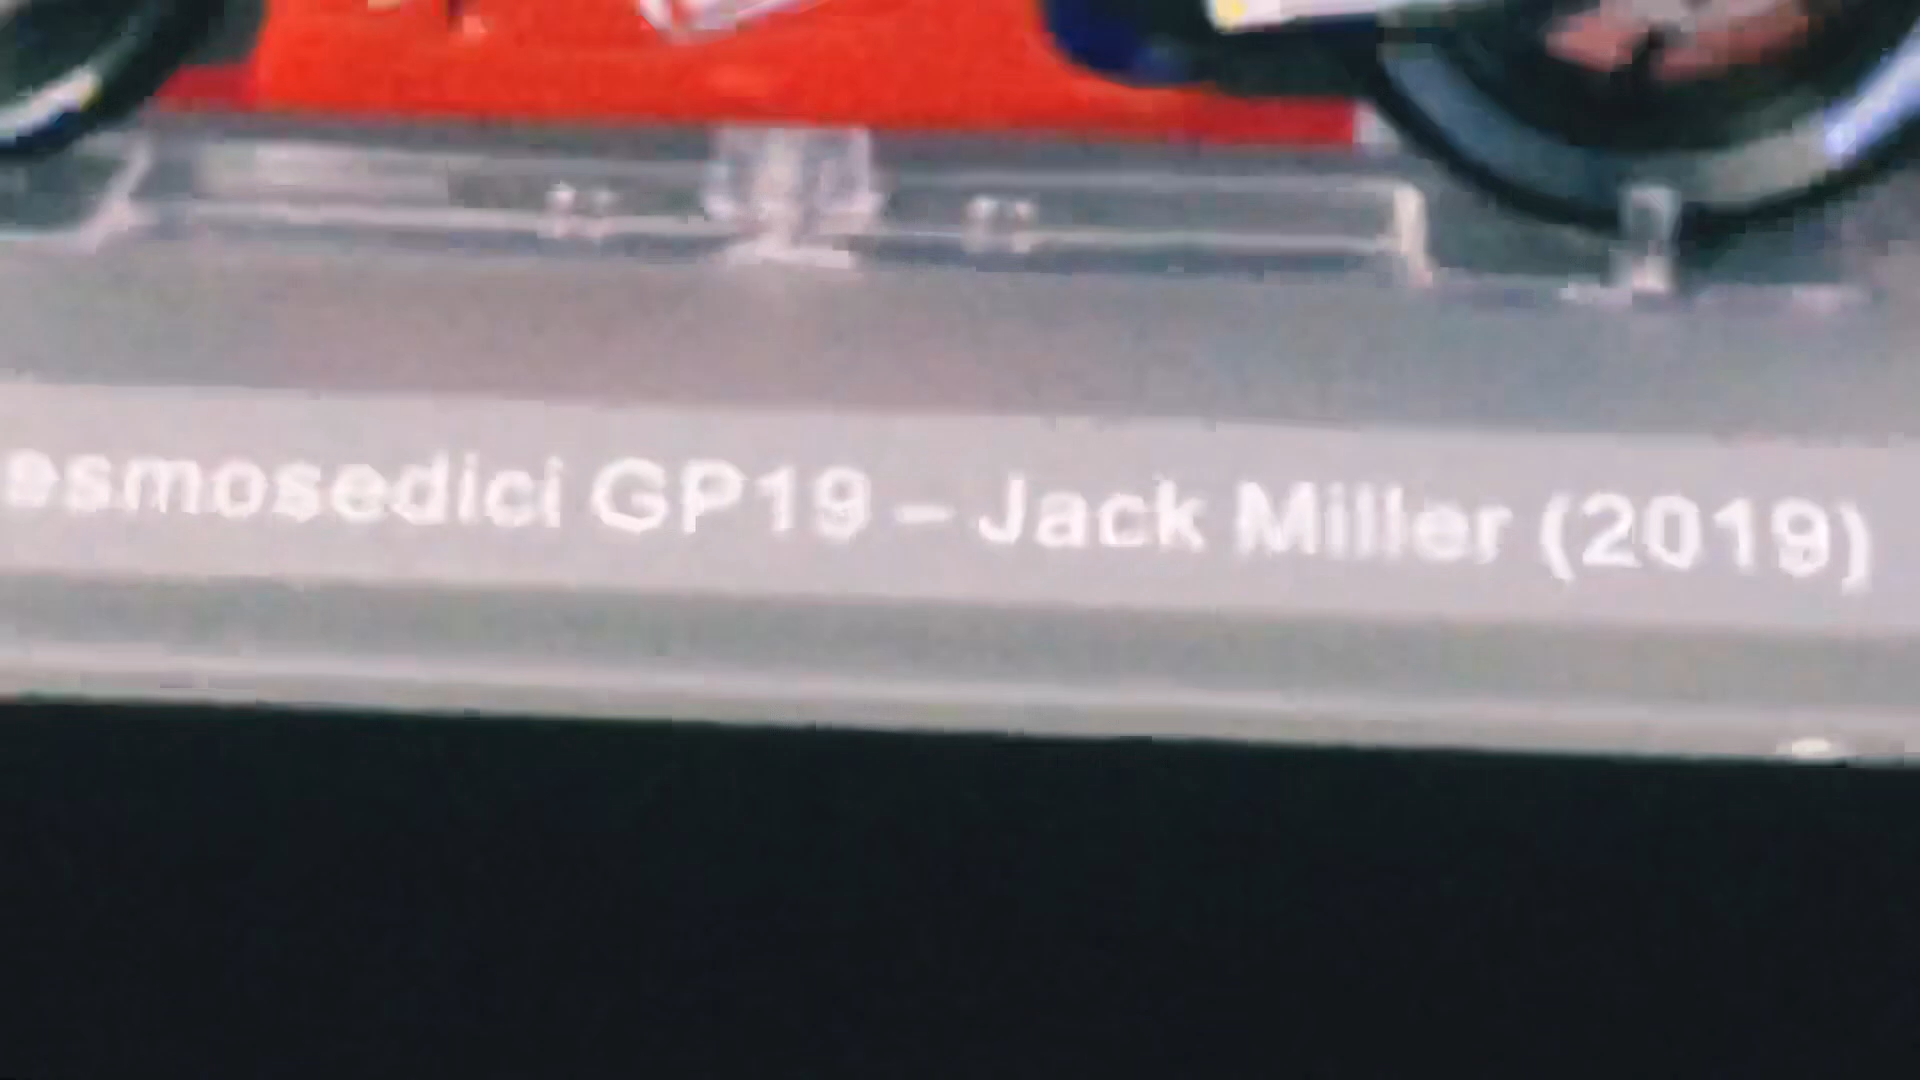 esmosedici GP19 – Jack Miller (2019)